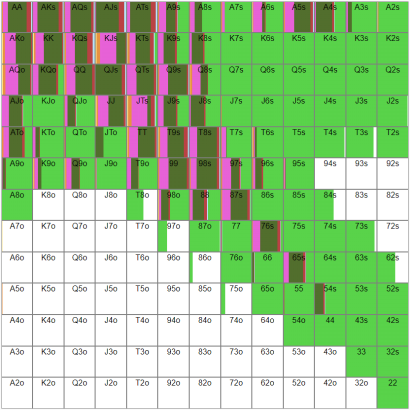 AA AKs AQs AJs ATs A9s A8s A7s A6s A5s A4s A3s A2s
AKo KK KQs KJs KTs K9s K8s K7s K6s K5s K4s K3s K2s
AQo KQo QQ QJs QTs Q9s Q8s Q7s Q6s Q5s Q4s Q3s Q2s
AJo KJo QJo JJ JTs J9s J8s J7s J6s J5s J4s J3s J2s
ATo KTo QTo JTo TT T9s T8s T7s T6s T5s T4s T3s T2s
A9o K9o Q9o J9o T9o 99 98s 97s 96s 95s 94s 93s 92s
A8o K8o Q8o J8o T8o 98o 88 87s 86s 85s 84s 83s 82s
A7o K7o Q7o J7o T7o 97o 87o 77 76s 75s 74s 73s 72s
A6o K6o Q6o J6o T6o 96o 86o 76o 66 65s 64s 63s 62s
A5o K5o Q5o J5o T5o 95o 85o 75o 65o 55 54s 53s 52s
A4o K4o Q4o J4o T4o 94o 84o 74o 64o 54o 44 43s 42s
A3o K3o Q3o J3o T3o 93o 83o 73o 63o 53o 43o 33 32s
A2o K2o Q2o J2o T2o 92o 82o 72o 62o 52o 42o 32o 22